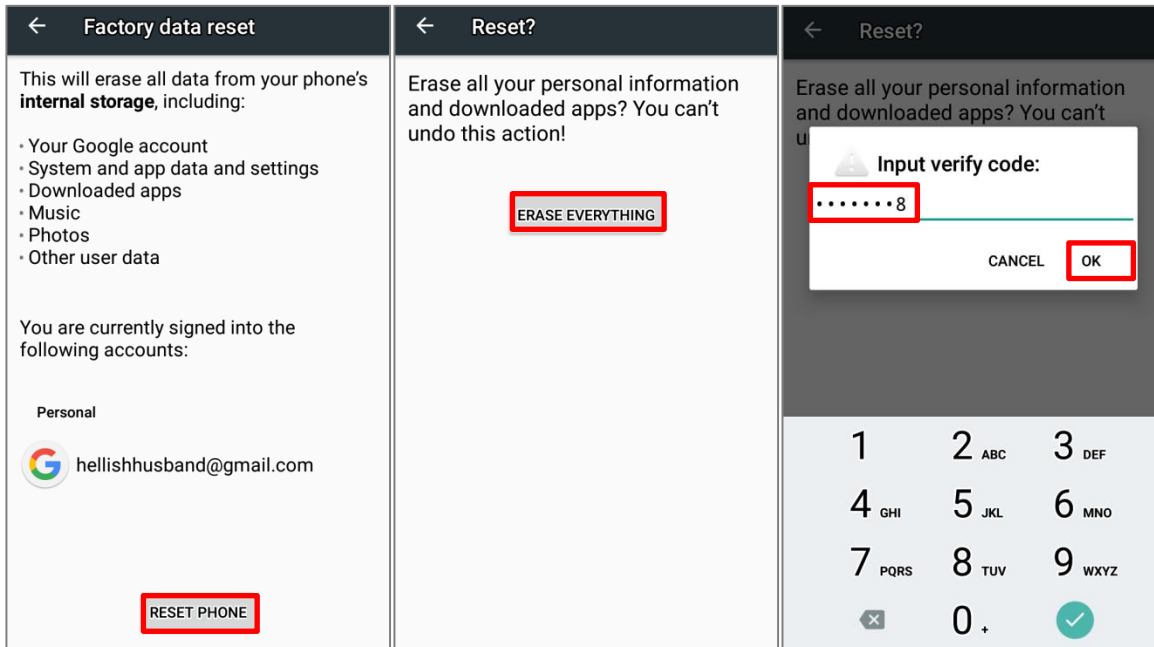 Factory data reset
This will erase all data from your phone's
internal storage, including:
· Your Google account
· System and app data and settings
· Downloaded apps
· Music
· Photos
· Other user data
You are currently signed into the
following accounts:
Personal
hellishhusband@gmail.com
RESET PHONE
Reset?
Erase all your personal information
and downloaded apps? You can't
undo this action!
ERASE EVERYTHING
Reset?
Erase all your personal information
and downloaded apps? You can't
u
Input verify code:
•••••••8
CANCEL OK
1 2 ABC 3 DEF
4 GHI 5 JKL 6 MNO
7 PQRS 8 TUV 9 WXYZ
0 +